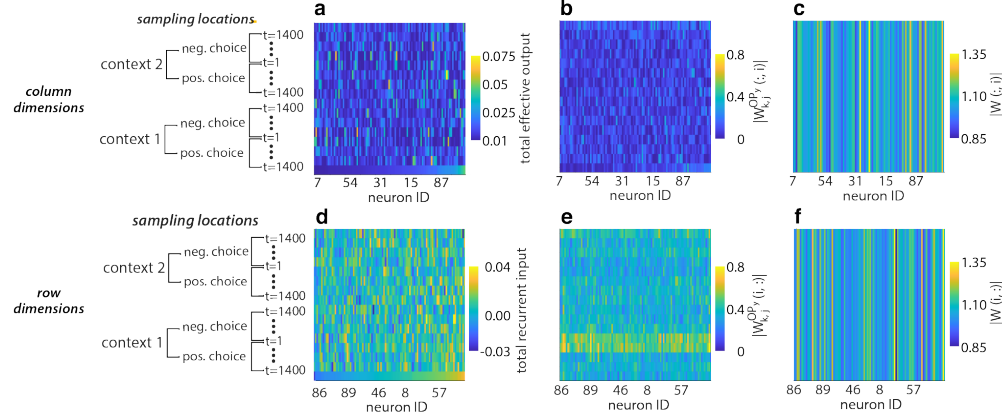 sampling locations
a
b
c
column dimensions
context 2
neg. choice
pos. choice
t=1400
t=1
t=1400
context 1
neg. choice
pos. choice
t=1400
t=1
t=1400
0.075
0.05
0.025
0.01
total effective output
0.8
0.4
0
|W^{OP,y}_{k,j} (:, i)|
1.35
1.10
0.85
|W (:, i)|
7 54 31 15 87
neuron ID
7 54 31 15 87
neuron ID
7 54 31 15 87
neuron ID
sampling locations
d
e
f
row dimensions
context 2
neg. choice
pos. choice
t=1400
t=1
t=1400
context 1
neg. choice
pos. choice
t=1400
t=1
t=1400
0.04
0.00
-0.03
total recurrent input
0.8
0.4
0
|W^{OP,y}_{k,j} (i, :)|
1.35
1.10
0.85
|W (i, :)|
86 89 46 8 57
neuron ID
86 89 46 8 57
neuron ID
86 89 46 8 57
neuron ID